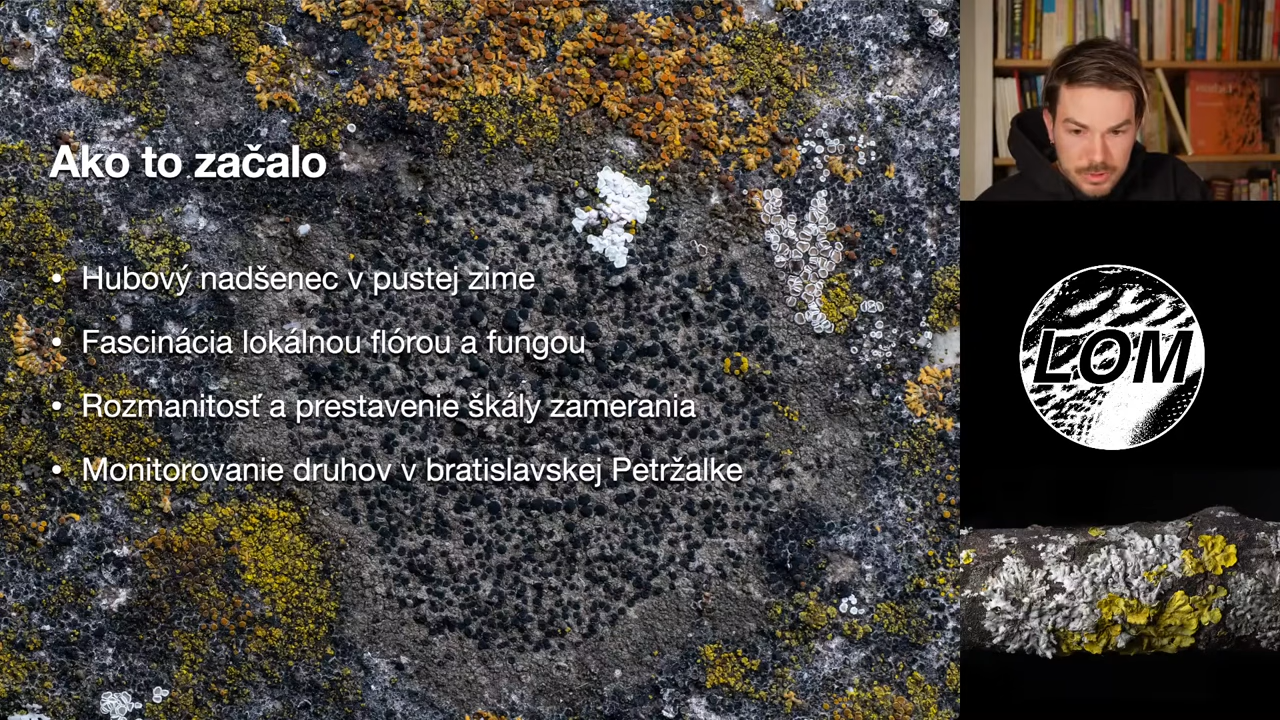 Ako to začalo
• Hubový nadšenec v pustej zime
• Fascinácia lokálnou flórou a fungou
• Rozmanitosť a prestavenie škály zamerania
• Monitorovanie druhov v bratislavskej Petržalke
LOM